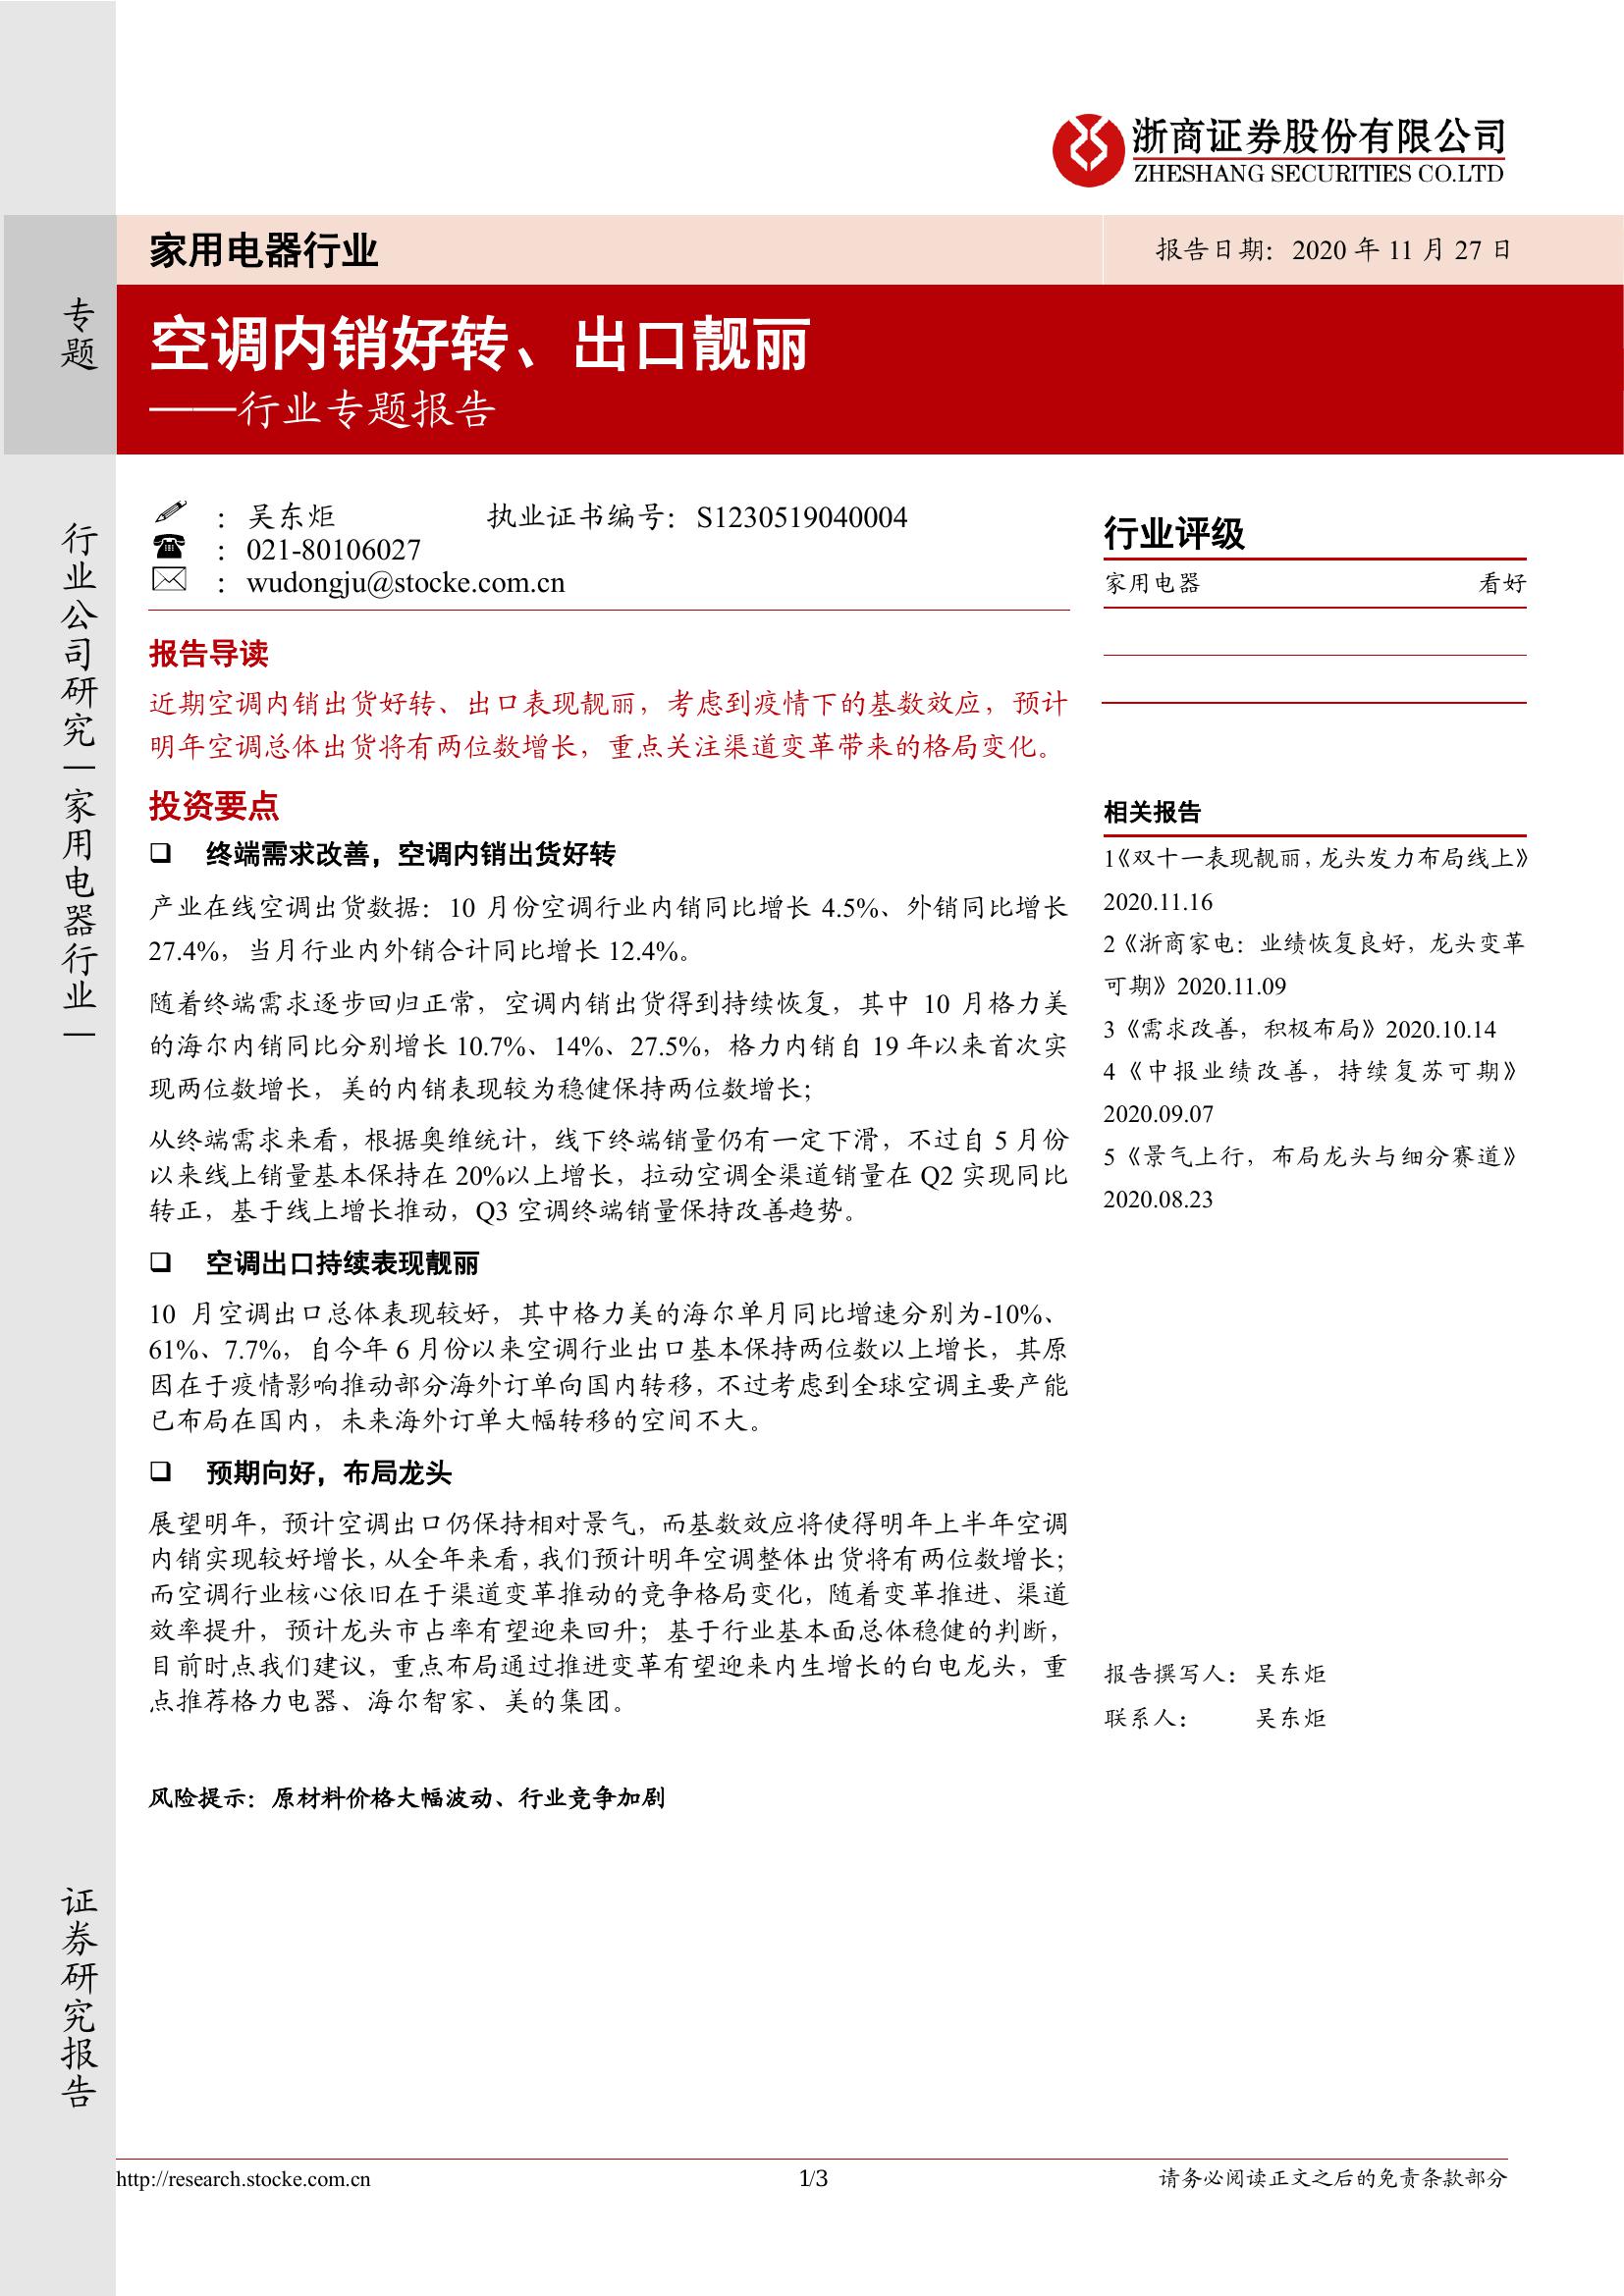 浙商证券股份有限公司
ZHESHANG SECURITIES CO.LTD
家用电器行业
报告日期：2020 年 11 月 27 日
专题
空调内销好转、出口靓丽
——行业专题报告
行业公司研究｜家用电器行业｜
证券研究报告
：吴东炬 执业证书编号：S1230519040004
：021-80106027
：wudongju@stocke.com.cn
报告导读
近期空调内销出货好转、出口表现靓丽，考虑到疫情下的基数效应，预计
明年空调总体出货将有两位数增长，重点关注渠道变革带来的格局变化。
投资要点
❑ 终端需求改善，空调内销出货好转
产业在线空调出货数据：10 月份空调行业内销同比增长 4.5%、外销同比增长
27.4%，当月行业内外销合计同比增长 12.4%。
随着终端需求逐步回归正常，空调内销出货得到持续恢复，其中 10 月格力美
的海尔内销同比分别增长 10.7%、14%、27.5%，格力内销自 19 年以来首次实
现两位数增长，美的内销表现较为稳健保持两位数增长；
从终端需求来看，根据奥维统计，线下终端销量仍有一定下滑，不过自 5 月份
以来线上销量基本保持在 20%以上增长，拉动空调全渠道销量在 Q2 实现同比
转正，基于线上增长推动，Q3 空调终端销量保持改善趋势。
❑ 空调出口持续表现靓丽
10 月空调出口总体表现较好，其中格力美的海尔单月同比增速分别为-10%、
61%、7.7%，自今年 6 月份以来空调行业出口基本保持两位数以上增长，其原
因在于疫情影响推动部分海外订单向国内转移，不过考虑到全球空调主要产能
已布局在国内，未来海外订单大幅转移的空间不大。
❑ 预期向好，布局龙头
展望明年，预计空调出口仍保持相对景气，而基数效应将使得明年上半年空调
内销实现较好增长，从全年来看，我们预计明年空调整体出货将有两位数增长；
而空调行业核心依旧在于渠道变革推动的竞争格局变化，随着变革推进、渠道
效率提升，预计龙头市占率有望迎来回升；基于行业基本面总体稳健的判断，
目前时点我们建议，重点布局通过推进变革有望迎来内生增长的白电龙头，重
点推荐格力电器、海尔智家、美的集团。
风险提示：原材料价格大幅波动、行业竞争加剧
行业评级
家用电器 看好
相关报告
1《双十一表现靓丽，龙头发力布局线上》
2020.11.16
2《浙商家电：业绩恢复良好，龙头变革
可期》2020.11.09
3《需求改善，积极布局》2020.10.14
4《中报业绩改善，持续复苏可期》
2020.09.07
5《景气上行，布局龙头与细分赛道》
2020.08.23
报告撰写人：吴东炬
联系人： 吴东炬
http://research.stocke.com.cn
1/3
请务必阅读正文之后的免责条款部分